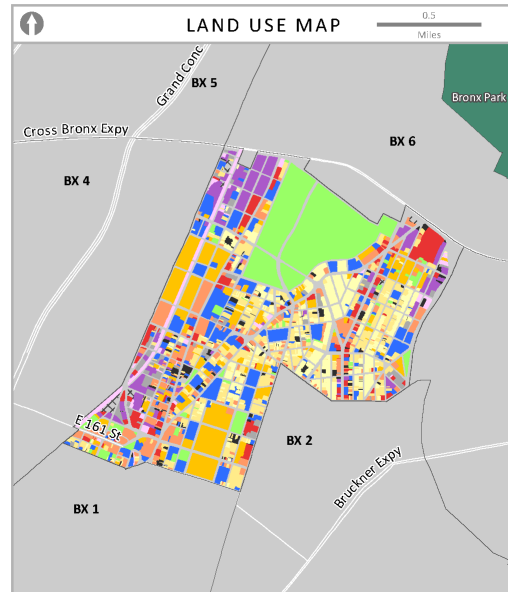 LAND USE MAP
0.5
Miles
Grand Conc
BX 5
Bronx Park
Cross Bronx Expy
BX 6
BX 4
E 161 St
BX 2
Bruckner Expy
BX 1